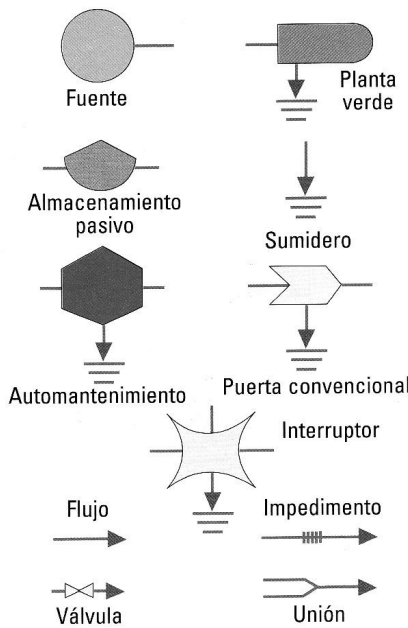 Fuente
Planta
verde
Almacenamiento
pasivo
Sumidero
Automantenimiento
Puerta convencional
Interruptor
Flujo
Impedimento
Válvula
Unión